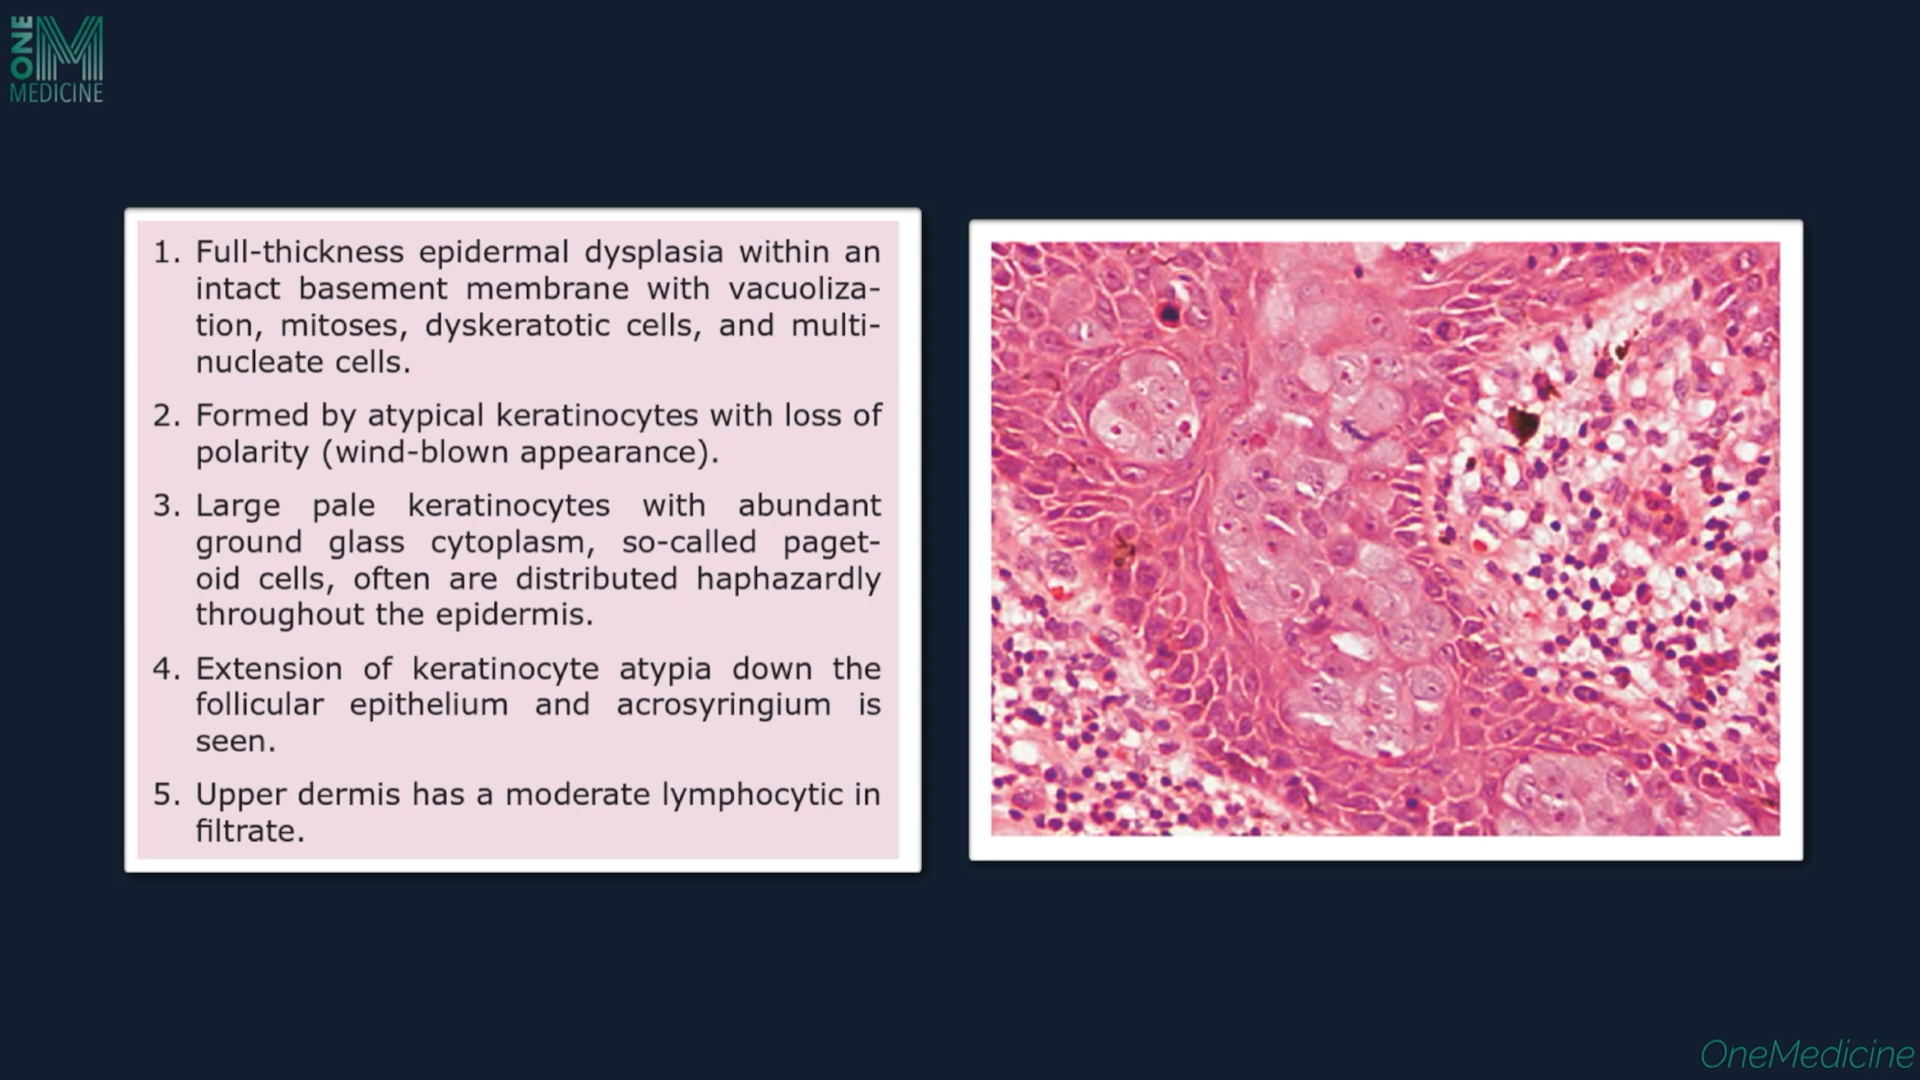 ONE
M
MEDICINE
1. Full-thickness epidermal dysplasia within an
intact basement membrane with vacuoliza-
tion, mitoses, dyskeratotic cells, and multi-
nucleate cells.
2. Formed by atypical keratinocytes with loss of
polarity (wind-blown appearance).
3. Large pale keratinocytes with abundant
ground glass cytoplasm, so-called paget-
oid cells, often are distributed haphazardly
throughout the epidermis.
4. Extension of keratinocyte atypia down the
follicular epithelium and acrosyringium is
seen.
5. Upper dermis has a moderate lymphocytic in
filtrate.
OneMedicine